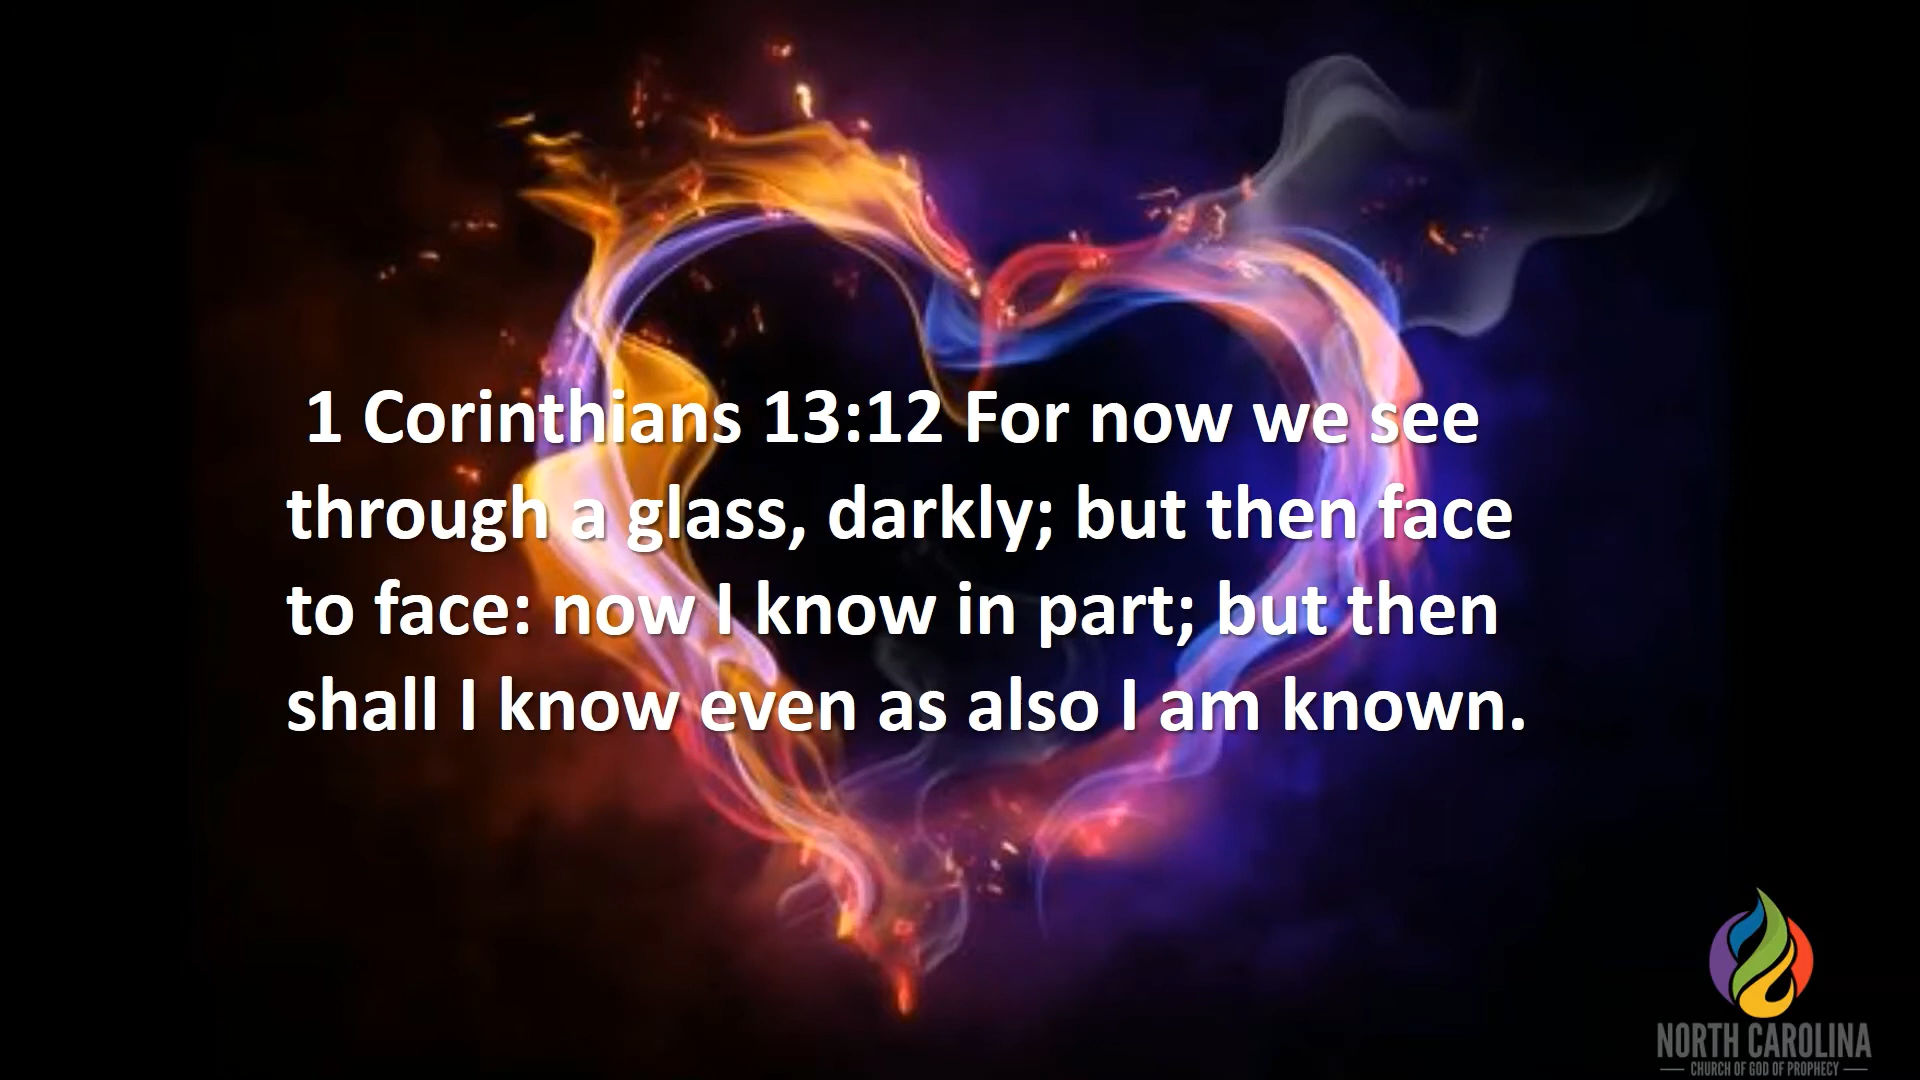 1 Corinthians 13:12 For now we see
through a glass, darkly; but then face
to face: now I know in part; but then
shall I know even as also I am known.
NORTH CAROLINA
CHURCH OF GOD OF PROPHECY